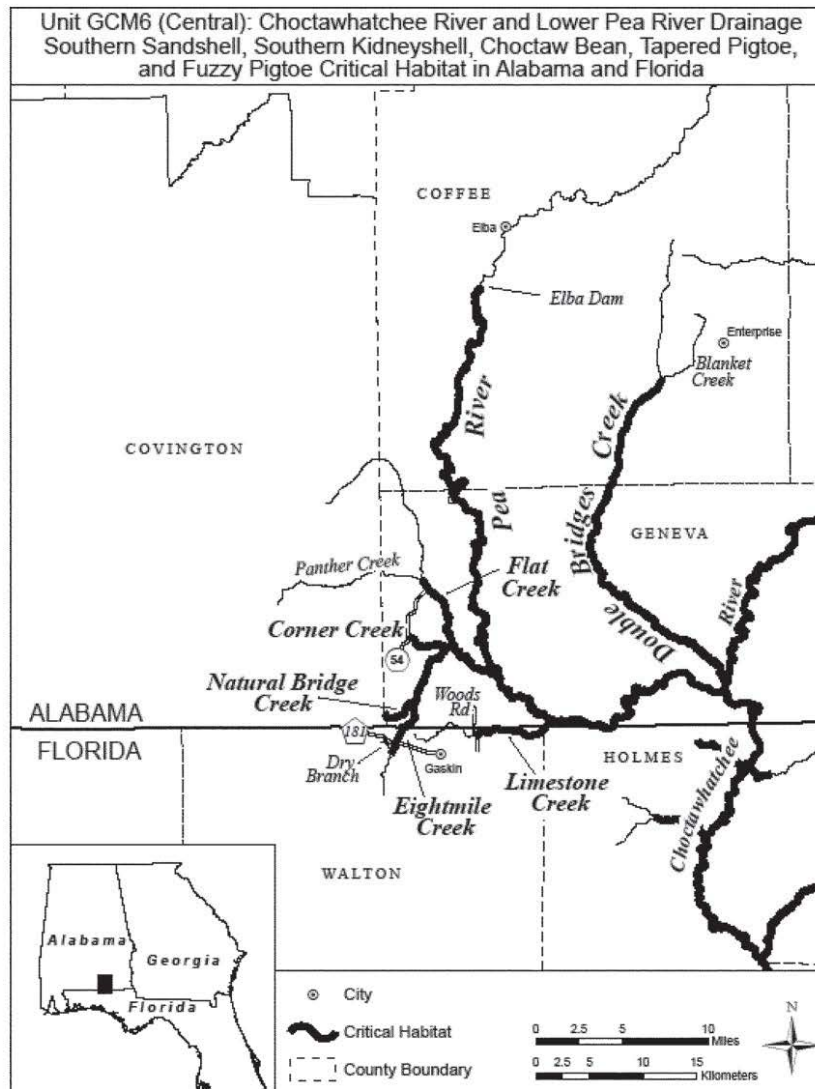 Unit GCM6 (Central): Choctawhatchee River and Lower Pea River Drainage
Southern Sandshell, Southern Kidneyshell, Choctaw Bean, Tapered Pigtoe,
and Fuzzy Pigtoe Critical Habitat in Alabama and Florida
COFFEE
Elba
Elba Dam
Enterprise
Blanket
Creek
River
Pea
Bridges Creek
Double
COVINGTON
GENEVA
River
Panther Creek
Flat
Creek
Corner Creek
54
Natural Bridge
Creek
Woods
Rd
ALABAMA
FLORIDA
181
Dry
Branch
Gaskin
HOLMES
Eightmile
Creek
Limestone
Creek
Choctawhatchee
WALTON
Alabama
Georgia
Florida
City
Critical Habitat
County Boundary
0 2.5 5 10
Miles
0 2.5 5 10 15
Kilometers
N